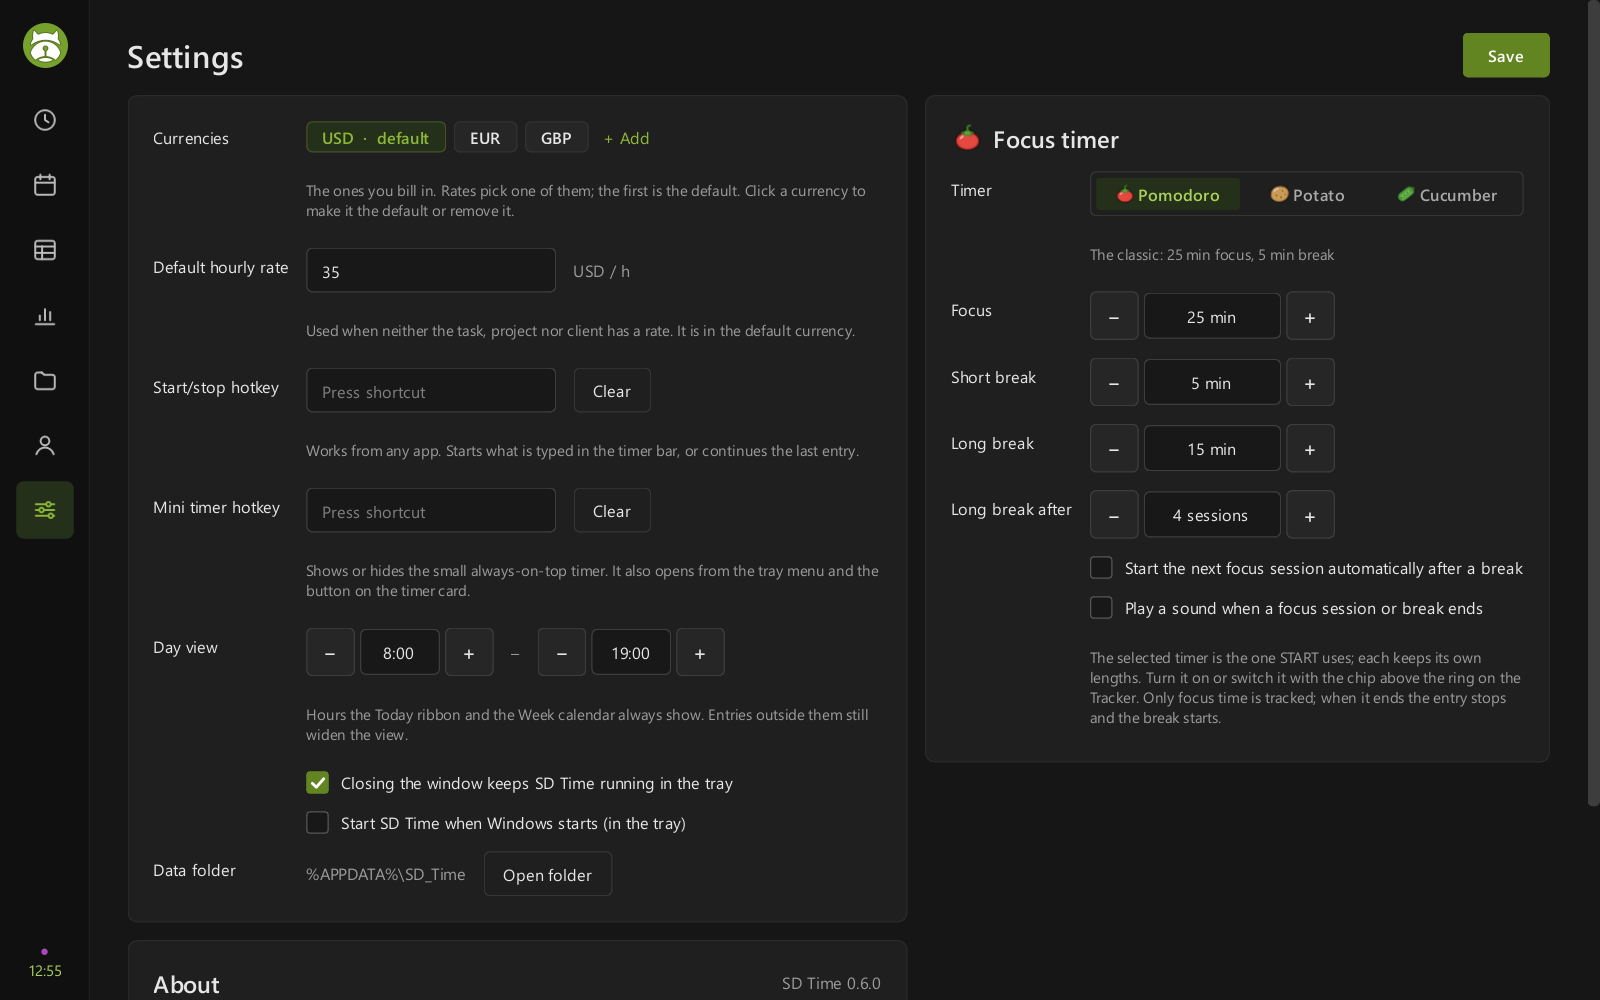 Settings
Save
Currencies
USD · default
EUR
GBP
+ Add
The ones you bill in. Rates pick one of them; the first is the default. Click a currency to
make it the default or remove it.
Default hourly rate
35
USD / h
Used when neither the task, project nor client has a rate. It is in the default currency.
Start/stop hotkey
Press shortcut
Clear
Works from any app. Starts what is typed in the timer bar, or continues the last entry.
Mini timer hotkey
Press shortcut
Clear
Shows or hides the small always-on-top timer. It also opens from the tray menu and the
button on the timer card.
Day view
− 8:00 + – − 19:00 +
Hours the Today ribbon and the Week calendar always show. Entries outside them still
widen the view.
Closing the window keeps SD Time running in the tray
Start SD Time when Windows starts (in the tray)
Data folder
%APPDATA%\SD_Time
Open folder
About
SD Time 0.6.0
Focus timer
Timer
Pomodoro
Potato
Cucumber
The classic: 25 min focus, 5 min break
Focus
− 25 min +
Short break
− 5 min +
Long break
− 15 min +
Long break after
− 4 sessions +
Start the next focus session automatically after a break
Play a sound when a focus session or break ends
The selected timer is the one START uses; each keeps its own
lengths. Turn it on or switch it with the chip above the ring on the
Tracker. Only focus time is tracked; when it ends the entry stops
and the break starts.
12:55